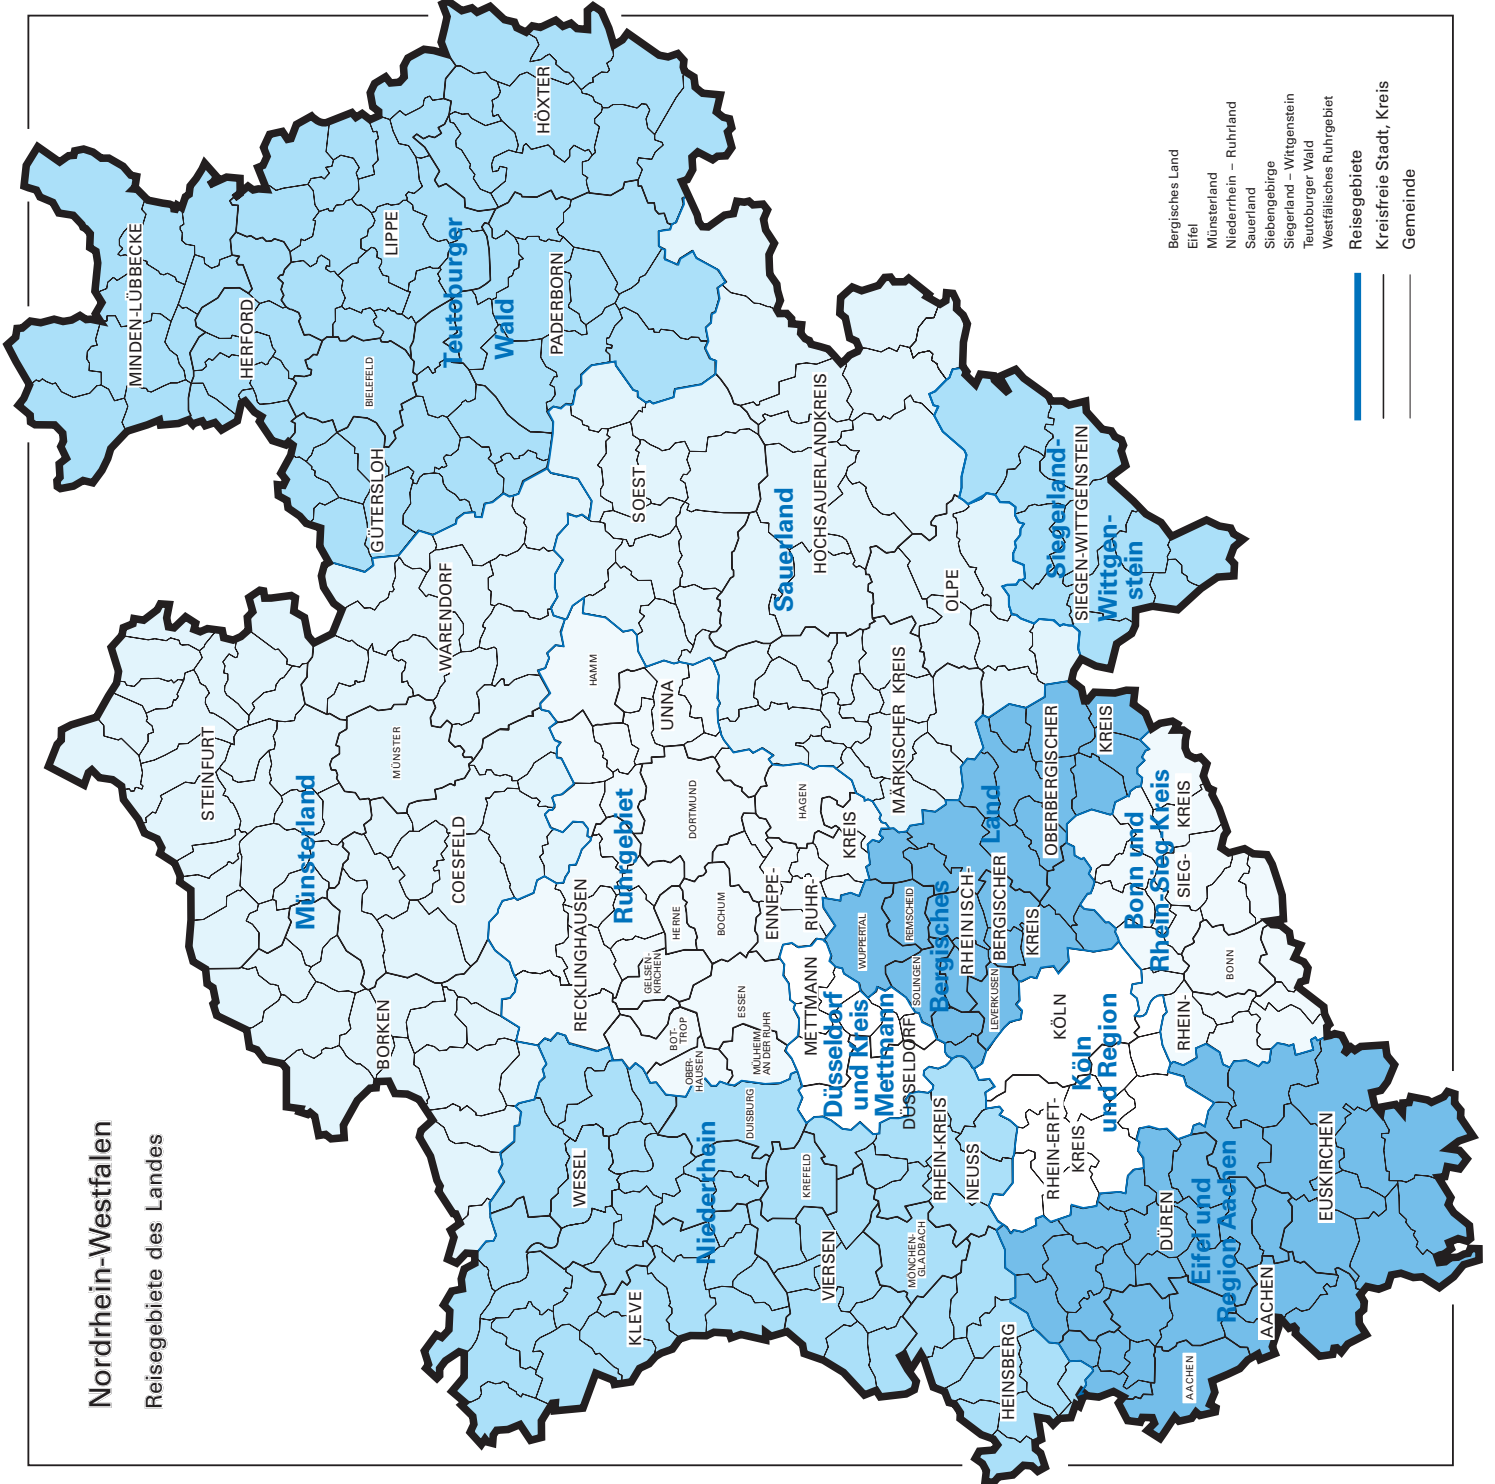 Nordrhein-Westfalen
Reisegebiete des Landes
STEINFURT
Münsterland
BORKEN
COESFELD
MÜNSTER
WARENDORF
MINDEN-LÜBBECKE
HERFORD
BIELEFELD
GÜTERSLOH
LIPPE
Teutoburger
Wald
PADERBORN
HÖXTER
KLEVE
WESEL
Niederrhein
DUISBURG
KREFELD
VIERSEN
MÖNCHEN-
GLADBACH
RHEIN-KREIS
NEUSS
HEINSBERG
RECKLINGHAUSEN
Ruhrgebiet
BOT-
TROP
OBER-
HAUSEN
GELSEN-
KIRCHEN
HERNE
BOCHUM
ESSEN
MÜLHEIM/
AN DER RUHR
DORTMUND
UNNA
HAMM
HAGEN
ENNEPE-
RUHR-
KREIS
SOEST
Sauerland
HOCHSAUERLANDKREIS
MÄRKISCHER KREIS
OLPE
Siegerland-
SIEGEN-WITTGENSTEIN
Wittgen-
stein
METTMANN
Düsseldorf
und Kreis
Mettmann
DÜSSELDORF
WUPPERTAL
REMSCHEID
SOLINGEN
Bergisches
Land
RHEINISCH-
BERGISCHER
KREIS
LEVERKUSEN
OBERBERGISCHER
KREIS
KÖLN
Köln
und Region
RHEIN-ERFT-
KREIS
Bonn und
Rhein-Sieg-Kreis
RHEIN-
SIEG-
KREIS
BONN
DÜREN
Eifel und
Region Aachen
AACHEN
AACHEN
EUSKIRCHEN
Bergisches Land
Eifel
Münsterland
Niederrhein – Ruhrland
Sauerland
Siebengebirge
Siegerland – Wittgenstein
Teutoburger Wald
Westfälisches Ruhrgebiet
Reisegebiete
Kreisfreie Stadt, Kreis
Gemeinde